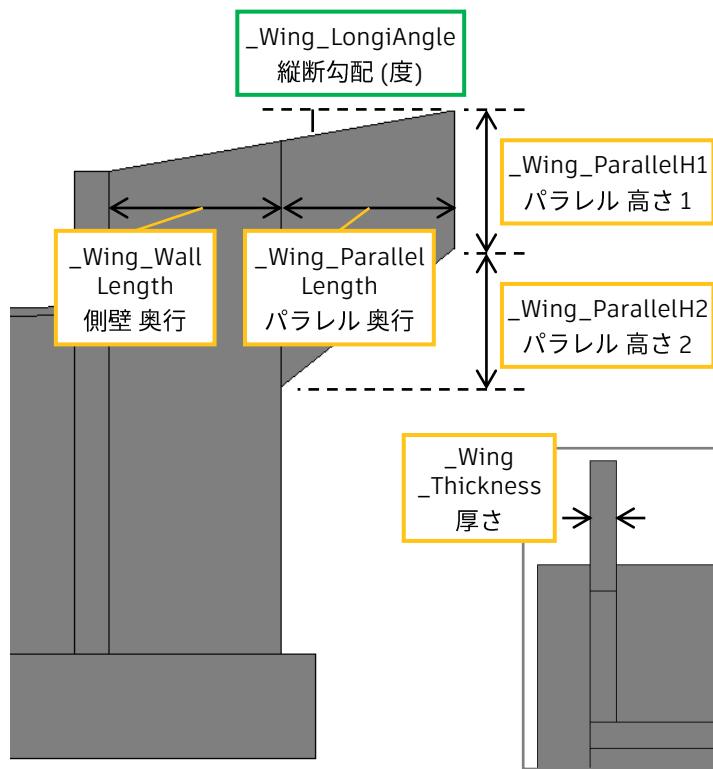 _Wing_LongiAngle
縦断勾配 (度)
_Wing_ParallelH1
パラレル 高さ 1
_Wing_Wall
Length
側壁 奥行
_Wing_Parallel
Length
パラレル 奥行
_Wing_ParallelH2
パラレル 高さ 2
_Wing
_Thickness
厚さ